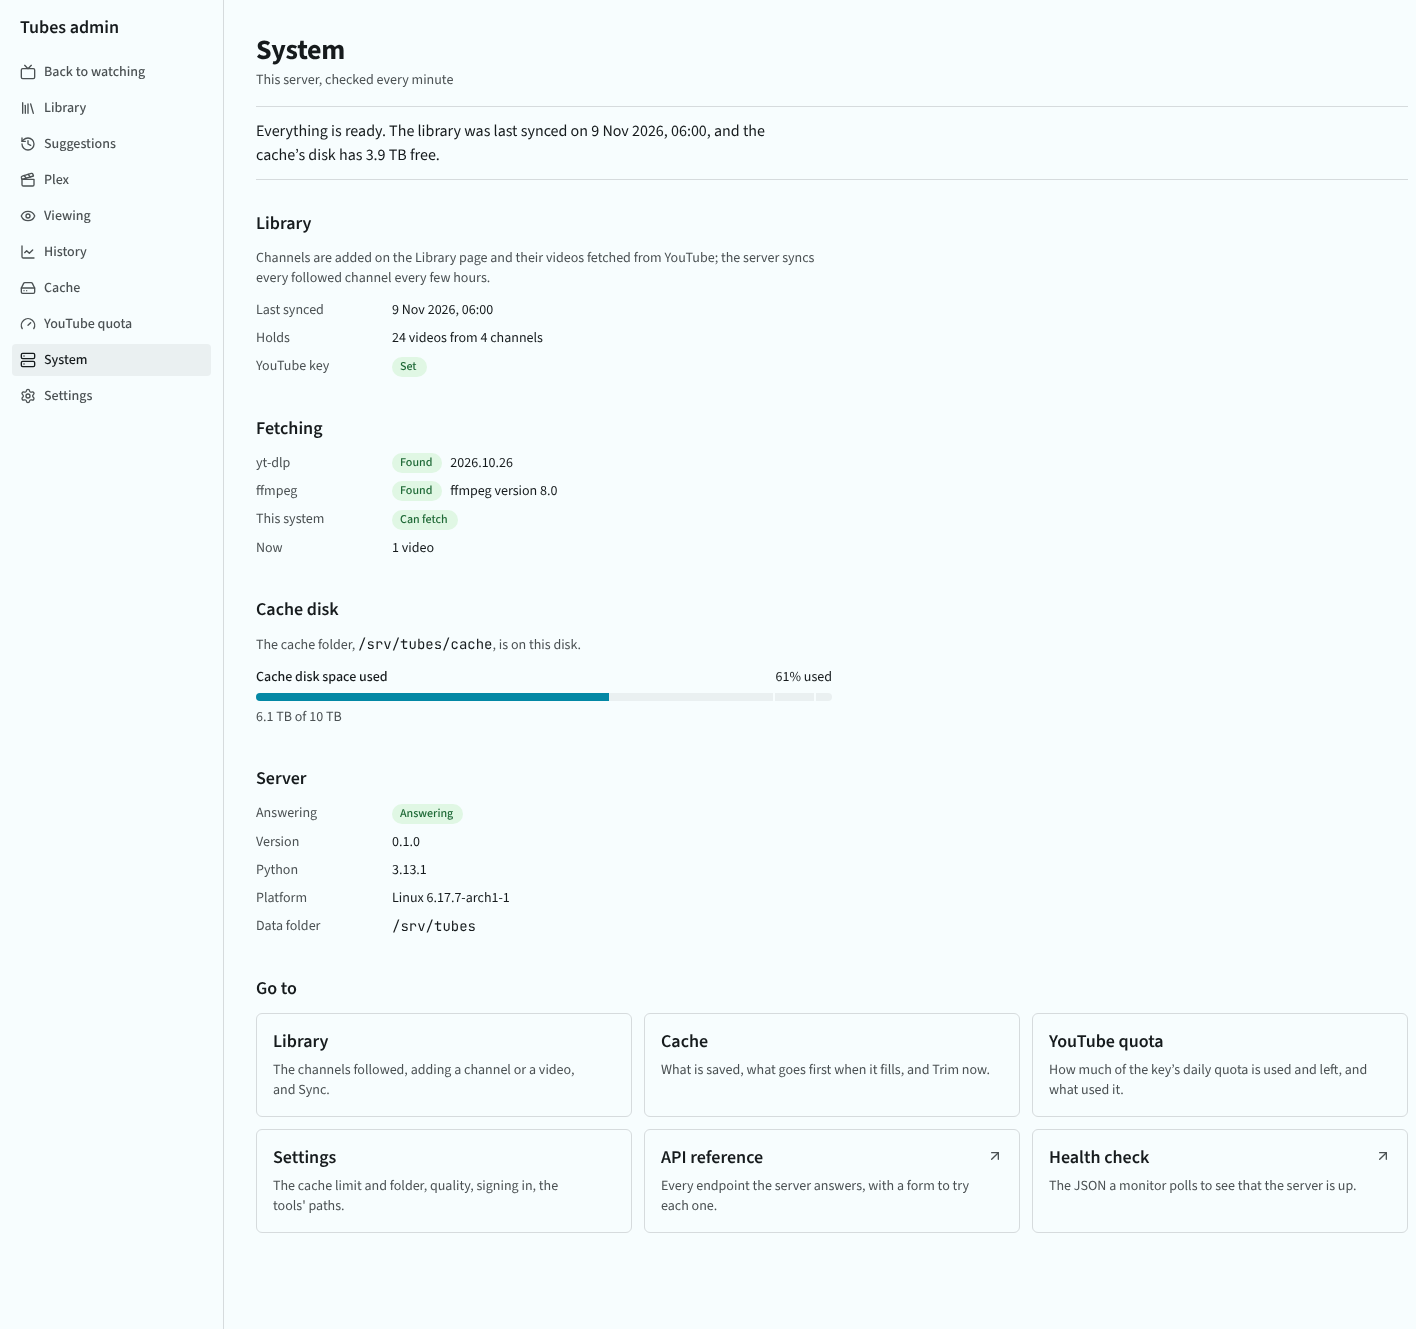 Tubes admin
Back to watching
Library
Suggestions
Plex
Viewing
History
Cache
YouTube quota
System
Settings
System
This server, checked every minute
Everything is ready. The library was last synced on 9 Nov 2026, 06:00, and the
cache’s disk has 3.9 TB free.
Library
Channels are added on the Library page and their videos fetched from YouTube; the server syncs
every followed channel every few hours.
Last synced 9 Nov 2026, 06:00
Holds 24 videos from 4 channels
YouTube key Set
Fetching
yt-dlp Found 2026.10.26
ffmpeg Found ffmpeg version 8.0
This system Can fetch
Now 1 video
Cache disk
The cache folder, /srv/tubes/cache, is on this disk.
Cache disk space used 61% used
6.1 TB of 10 TB
Server
Answering Answering
Version 0.1.0
Python 3.13.1
Platform Linux 6.17.7-arch1-1
Data folder /srv/tubes
Go to
Library
The channels followed, adding a channel or a video,
and Sync.
Cache
What is saved, what goes first when it fills, and Trim now.
YouTube quota
How much of the key’s daily quota is used and left, and
what used it.
Settings
The cache limit and folder, quality, signing in, the
tools' paths.
API reference
Every endpoint the server answers, with a form to try
each one.
Health check
The JSON a monitor polls to see that the server is up.